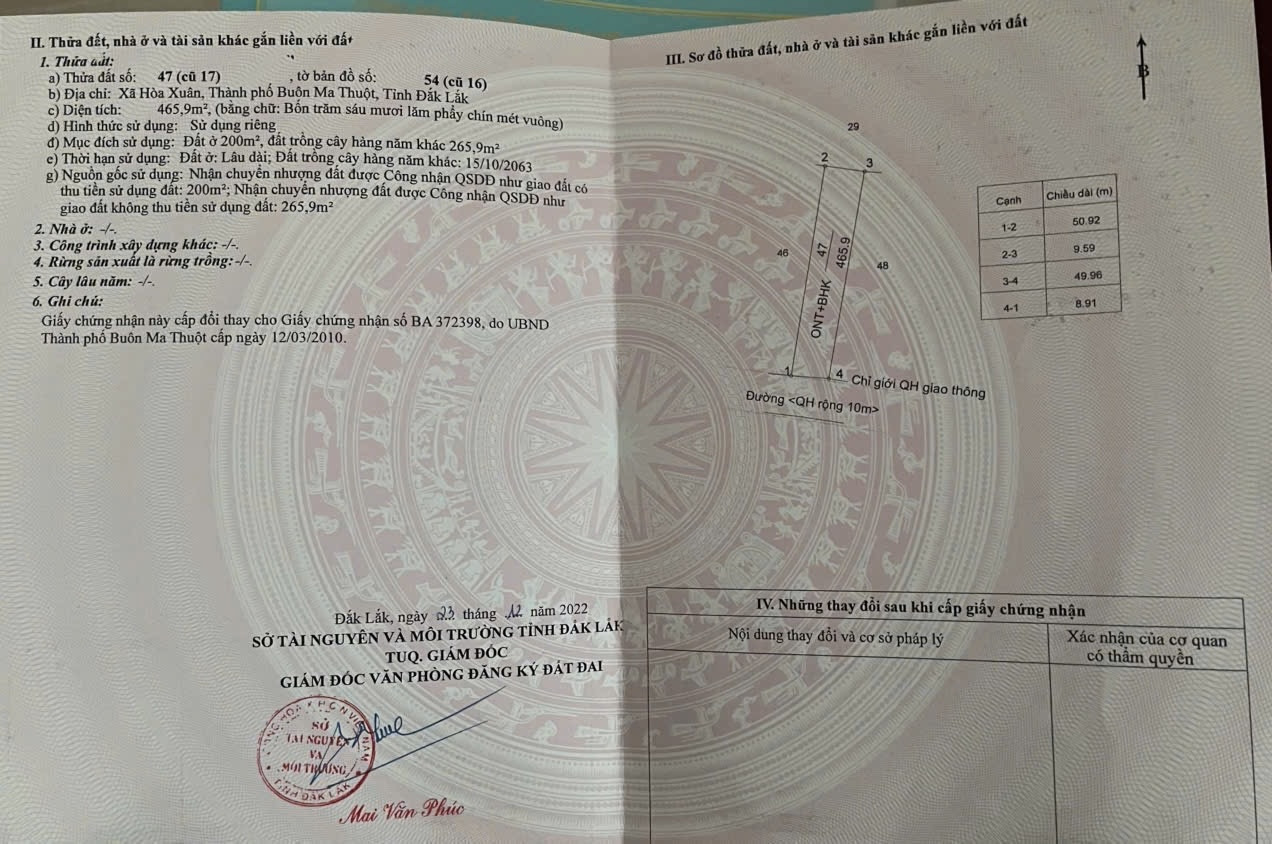 II. Thửa đất, nhà ở và tài sản khác gắn liền với đất
1. Thửa đất:
a) Thửa đất số: 47 (cũ 17) , tờ bản đồ số: 54 (cũ 16)
b) Địa chỉ: Xã Hòa Xuân, Thành phố Buôn Ma Thuột, Tỉnh Đắk Lắk
c) Diện tích: 465,9m², (bằng chữ: Bốn trăm sáu mươi lăm phẩy chín mét vuông)
d) Hình thức sử dụng: Sử dụng riêng
đ) Mục đích sử dụng: Đất ở 200m², đất trồng cây hàng năm khác 265,9m²
e) Thời hạn sử dụng: Đất ở: Lâu dài; Đất trồng cây hàng năm khác: 15/10/2063
g) Nguồn gốc sử dụng: Nhận chuyển nhượng đất được Công nhận QSDĐ như giao đất có
thu tiền sử dụng đất: 200m²; Nhận chuyển nhượng đất được Công nhận QSDĐ như
giao đất không thu tiền sử dụng đất: 265,9m²
2. Nhà ở: -/-.
3. Công trình xây dựng khác: -/-.
4. Rừng sản xuất là rừng trồng: -/-.
5. Cây lâu năm: -/-.
6. Ghi chú:
Giấy chứng nhận này cấp đổi thay cho Giấy chứng nhận số BA 372398, do UBND
Thành phố Buôn Ma Thuột cấp ngày 12/03/2010.
Đắk Lắk, ngày 23 tháng 12 năm 2022
SỞ TÀI NGUYÊN VÀ MÔI TRƯỜNG TỈNH ĐẮK LẮK
TUQ. GIÁM ĐỐC
GIÁM ĐỐC VĂN PHÒNG ĐĂNG KÝ ĐẤT ĐAI
SỞ
TÀI NGUYÊN
VÀ
MÔI TRƯỜNG
TỈNH ĐẮK LẮK
Mai Văn Phúc
III. Sơ đồ thửa đất, nhà ở và tài sản khác gắn liền với đất
B
29
2
3
46
ONT+BHK
47
465.9
48
1
4
Chỉ giới QH giao thông
Đường <QH rộng 10m>
Cạnh Chiều dài (m)
1-2 50.92
2-3 9.59
3-4 49.96
4-1 8.91
IV. Những thay đổi sau khi cấp giấy chứng nhận
Nội dung thay đổi và cơ sở pháp lý
Xác nhận của cơ quan
có thẩm quyền